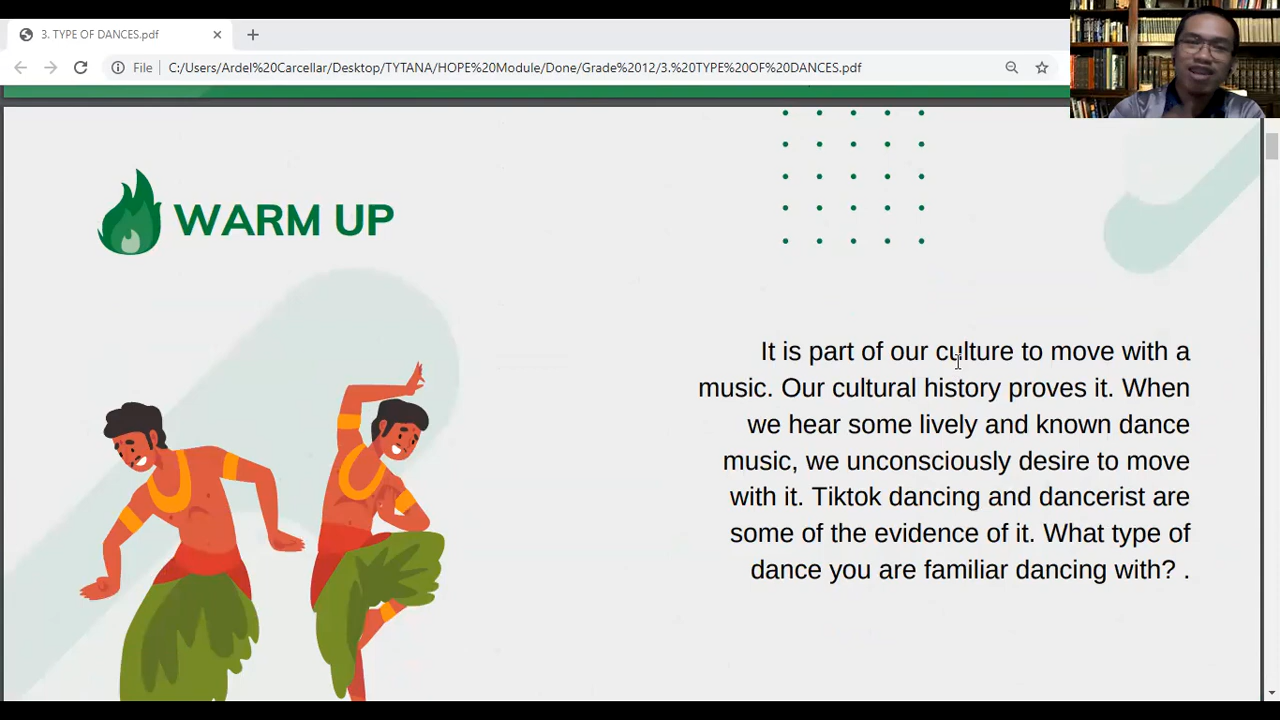 3. TYPE OF DANCES.pdf
File C:/Users/Ardel%20Carcellar/Desktop/TYTANA/HOPE%20Module/Done/Grade%2012/3.%20TYPE%20OF%20DANCES.pdf
WARM UP
It is part of our culture to move with a
music. Our cultural history proves it. When
we hear some lively and known dance
music, we unconsciously desire to move
with it. Tiktok dancing and dancerist are
some of the evidence of it. What type of
dance you are familiar dancing with? .